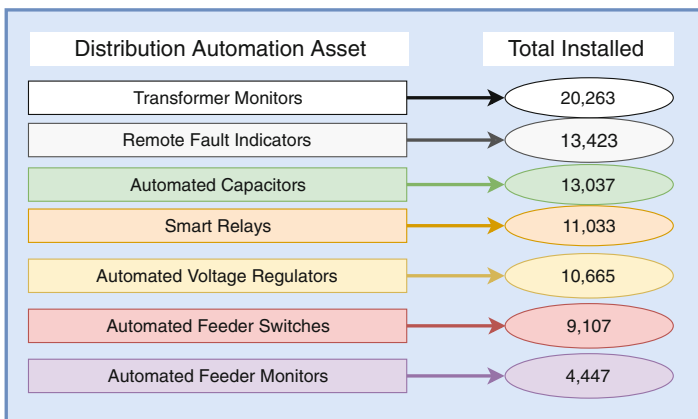 Distribution Automation Asset Total Installed
Transformer Monitors 20,263
Remote Fault Indicators 13,423
Automated Capacitors 13,037
Smart Relays 11,033
Automated Voltage Regulators 10,665
Automated Feeder Switches 9,107
Automated Feeder Monitors 4,447